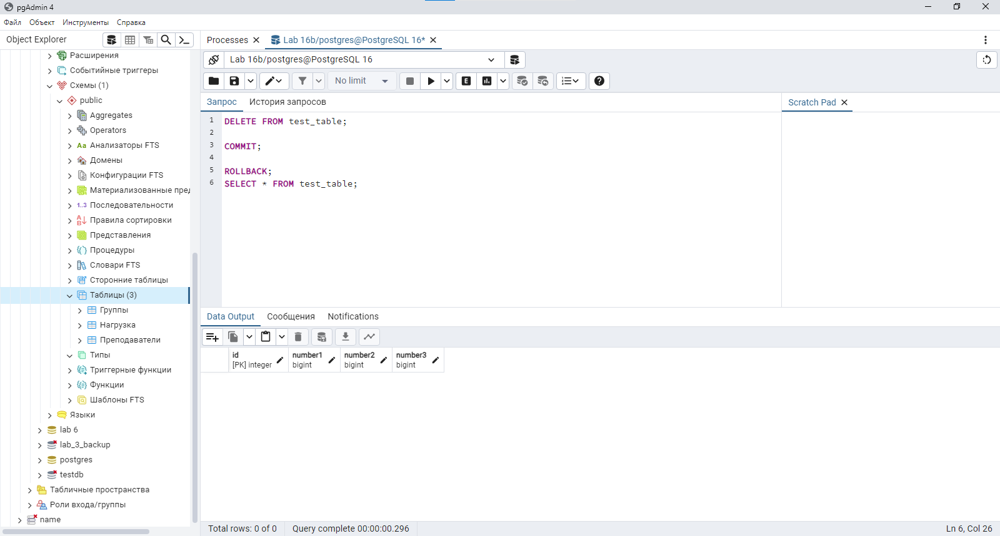 pgAdmin 4
Файл Объект Инструменты Справка
Object Explorer
Processes
Lab 16b/postgres@PostgreSQL 16*
Lab 16b/postgres@PostgreSQL 16
No limit
Запрос История запросов
Scratch Pad
1 DELETE FROM test_table;
2
3 COMMIT;
4
5 ROLLBACK;
6 SELECT * FROM test_table;
Расширения
Событийные триггеры
Схемы (1)
public
Aggregates
Operators
Aa Анализаторы FTS
Домены
Конфигурации FTS
Материализованные пред
1..3 Последовательности
Правила сортировки
Представления
Процедуры
Словари FTS
Сторонние таблицы
Таблицы (3)
Группы
Нагрузка
Преподаватели
Типы
Триггерные функции
Функции
Шаблоны FTS
Языки
lab 6
lab_3_backup
postgres
testdb
Табличные пространства
Роли входа/группы
name
Data Output Сообщения Notifications
id number1 number2 number3
[PK] integer bigint bigint bigint
Total rows: 0 of 0 Query complete 00:00:00.296 Ln 6, Col 26